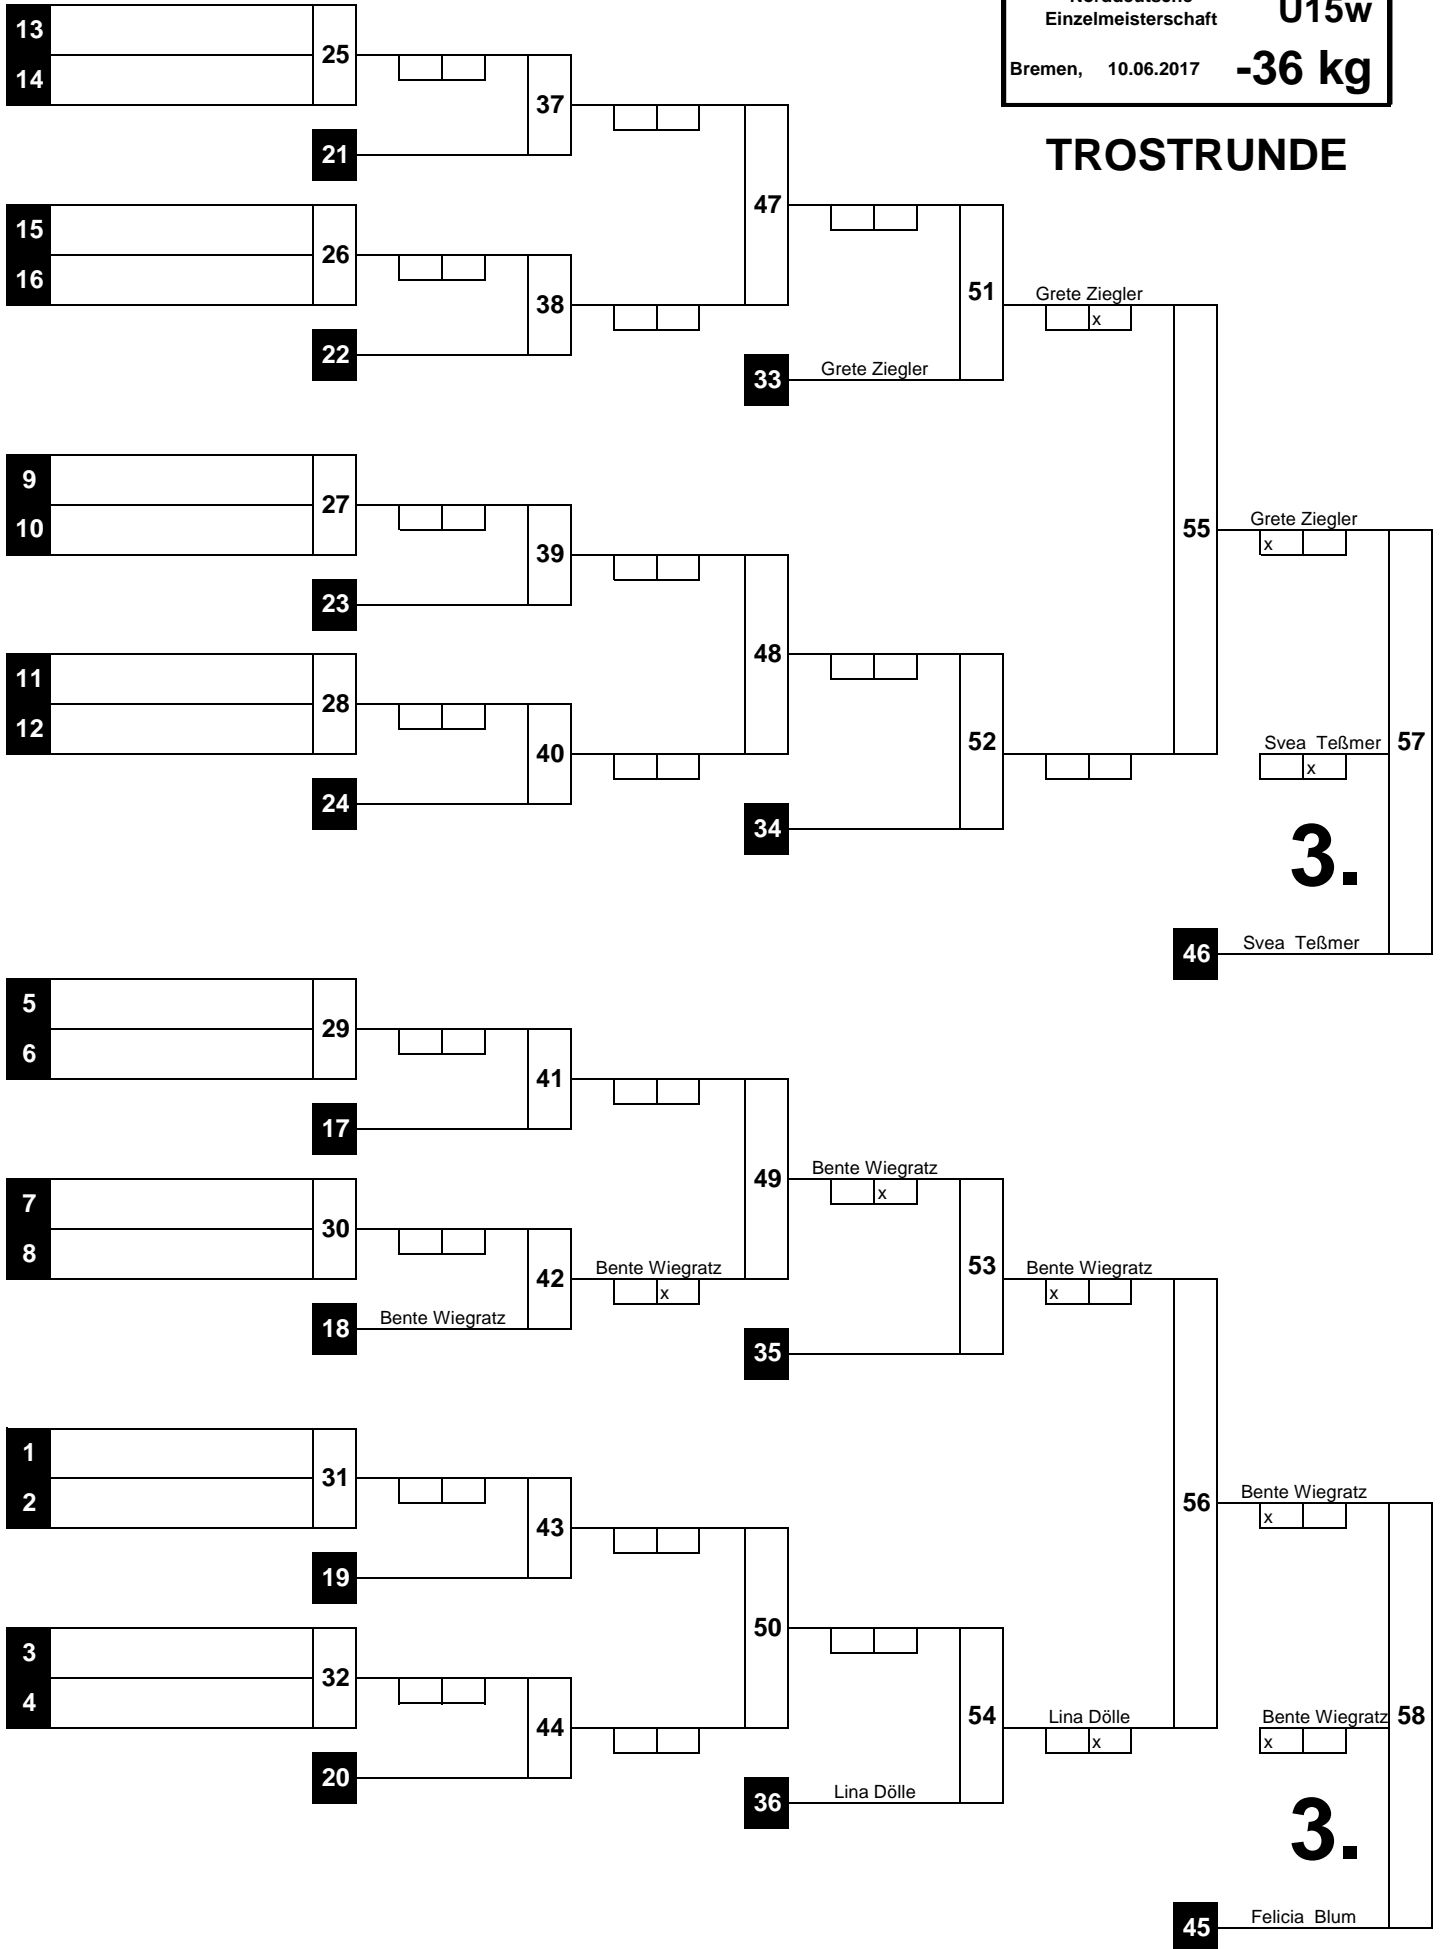 Norddeutsche
Einzelmeisterschaft U15w
Bremen, 10.06.2017 -36 kg
TROSTRUNDE
13
14
25
21
37
15
16
26
22
38
47
33 Grete Ziegler
51
Grete Ziegler
x
9
10
27
23
39
11
12
28
24
40
48
34
52
55
Grete Ziegler
x
Svea Teßmer
x
57
3.
46 Svea Teßmer
5
6
29
17
41
7
8
30
18 Bente Wiegratz
42
Bente Wiegratz
x
49
Bente Wiegratz
x
35
53
Bente Wiegratz
x
1
2
31
19
43
3
4
32
20
44
50
36 Lina Dölle
54
Lina Dölle
x
56
Bente Wiegratz
x
Bente Wiegratz
x
58
3.
45 Felicia Blum